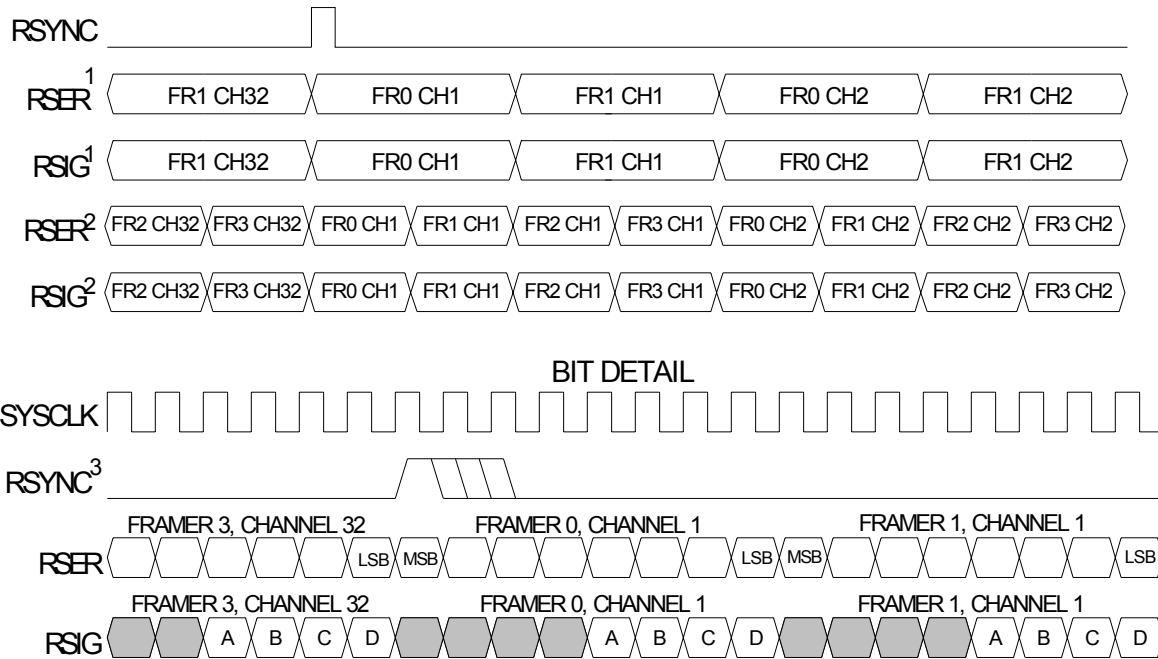 RSYNC
RSER1 FR1 CH32 FR0 CH1 FR1 CH1 FR0 CH2 FR1 CH2
RSIG1 FR1 CH32 FR0 CH1 FR1 CH1 FR0 CH2 FR1 CH2
RSER2 FR2 CH32 FR3 CH32 FR0 CH1 FR1 CH1 FR2 CH1 FR3 CH1 FR0 CH2 FR1 CH2 FR2 CH2 FR3 CH2
RSIG2 FR2 CH32 FR3 CH32 FR0 CH1 FR1 CH1 FR2 CH1 FR3 CH1 FR0 CH2 FR1 CH2 FR2 CH2 FR3 CH2
BIT DETAIL
SYSCLK
RSYNC3
FRAMER 3, CHANNEL 32 FRAMER 0, CHANNEL 1 FRAMER 1, CHANNEL 1
RSER LSB MSB LSB MSB LSB
FRAMER 3, CHANNEL 32 FRAMER 0, CHANNEL 1 FRAMER 1, CHANNEL 1
RSIG A B C D A B C D A B C D